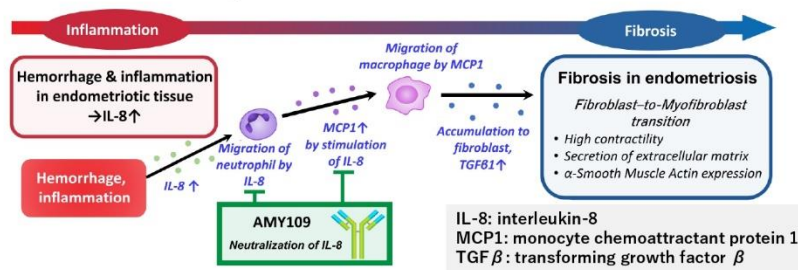 Inflammation
Fibrosis
Hemorrhage & inflammation
in endometriotic tissue
→IL-8↑
Hemorrhage,
inflammation
IL-8 ↑
Migration of
neutrophil by
IL-8
MCP1↑
by stimulation
of IL-8
Migration of
macrophage by MCP1
Accumulation to
fibroblast,
TGFβ1↑
AMY109
Neutralization of IL-8
Fibrosis in endometriosis
Fibroblast–to–Myofibroblast
transition
• High contractility
• Secretion of extracellular matrix
• α-Smooth Muscle Actin expression
IL-8: interleukin-8
MCP1: monocyte chemoattractant protein 1
TGFβ: transforming growth factor β